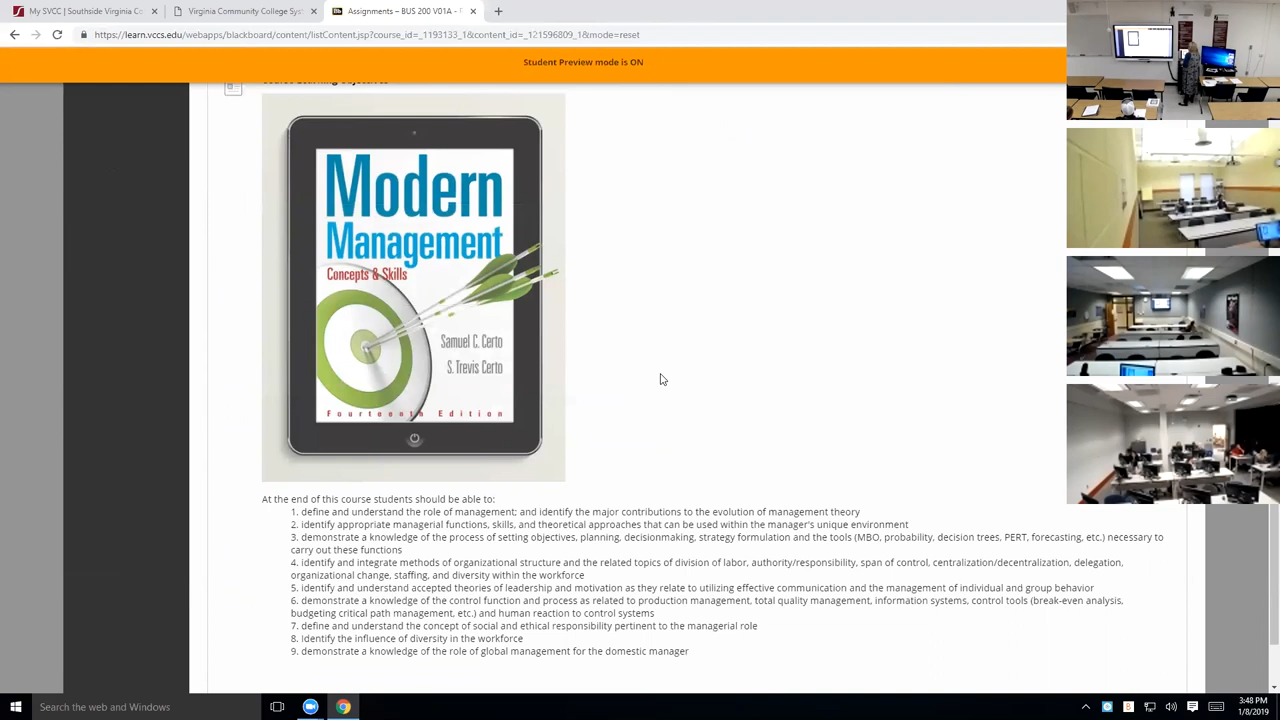 My SVCC | Southside Virginia Co
Virginia Community College Sys
Assignments – BUS 200 V01A - P
https://learn.vccs.edu/webapps/blackboard/content/listContent.jsp?course_id=_1193133_1&content_id=_121596809_1&mode=reset
Student Preview mode is ON
Modern
Management
Concepts & Skills
Samuel C. Certo
S. Trevis Certo
Fourteenth Edition
At the end of this course students should be able to:
1. define and understand the role of management; and identify the major contributions to the evolution of management theory
2. identify appropriate managerial functions, skills, and theoretical approaches that can be used within the manager's unique environment
3. demonstrate a knowledge of the process of setting objectives, planning, decisionmaking, strategy formulation and the tools (MBO, probability, decision trees, PERT, forecasting, etc.) necessary to
carry out these functions
4. identify and integrate methods of organizational structure and the related topics of division of labor, authority/responsibility, span of control, centralization/decentralization, delegation,
organizational change, staffing, and diversity within the workforce
5. identify and understand accepted theories of leadership and motivation as they relate to utilizing effective communication and the management of individual and group behavior
6. demonstrate a knowledge of the control function and process as related to production management, total quality management, information systems, control tools (break-even analysis,
budgeting critical path management, etc.) and human reaction to control systems
7. define and understand the concept of social and ethical responsibility pertinent to the managerial role
8. identify the influence of diversity in the workforce
9. demonstrate a knowledge of the role of global management for the domestic manager
Search the web and Windows
3:48 PM
1/8/2019